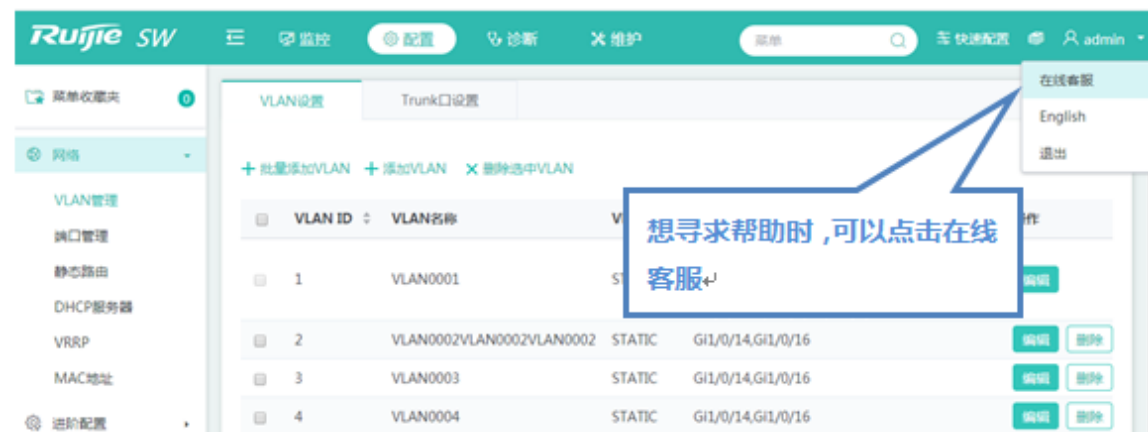 Ruijie SW
监控
配置
诊断
维护
菜单
快速配置
admin
在线客服
English
退出
菜单收藏夹
0
网络
VLAN管理
端口管理
静态路由
DHCP服务器
VRRP
MAC地址
进阶配置
VLAN设置
Trunk口设置
批量添加VLAN
添加VLAN
删除选中VLAN
VLAN ID VLAN名称
想寻求帮助时,可以点击在线
客服
1 VLAN0001 编辑
2 VLAN0002VLAN0002VLAN0002 STATIC Gi1/0/14,Gi1/0/16 编辑 删除
3 VLAN0003 STATIC Gi1/0/14,Gi1/0/16 编辑 删除
4 VLAN0004 STATIC Gi1/0/14,Gi1/0/16 编辑 删除